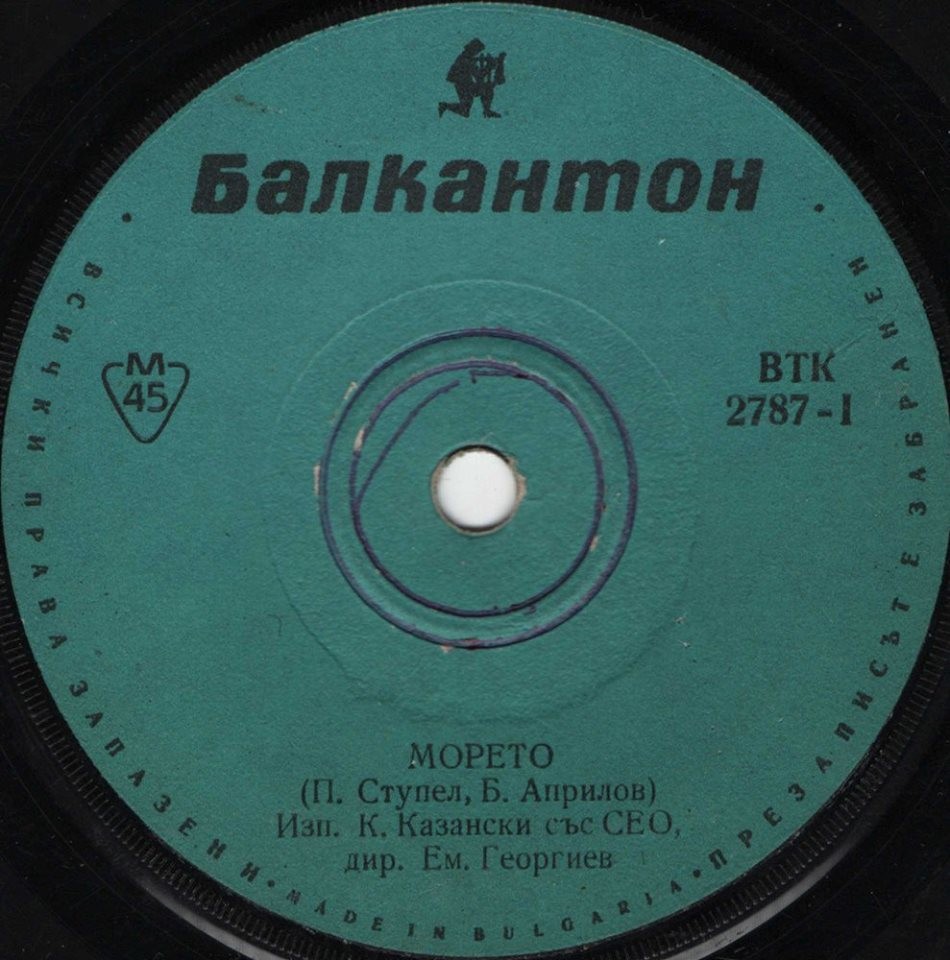 Балкантон
М
45
ВТК
2787-I
МОРЕТО
(П. Ступел, Б. Априлов)
Изп. К. Казански със СЕО,
дир. Ем. Георгиев
ВСИЧКИ ПРАВА ЗАПАЗЕНИ • MADE IN BULGARIA • ПРЕЗАПИСЪТ Е ЗАБРАНЕН